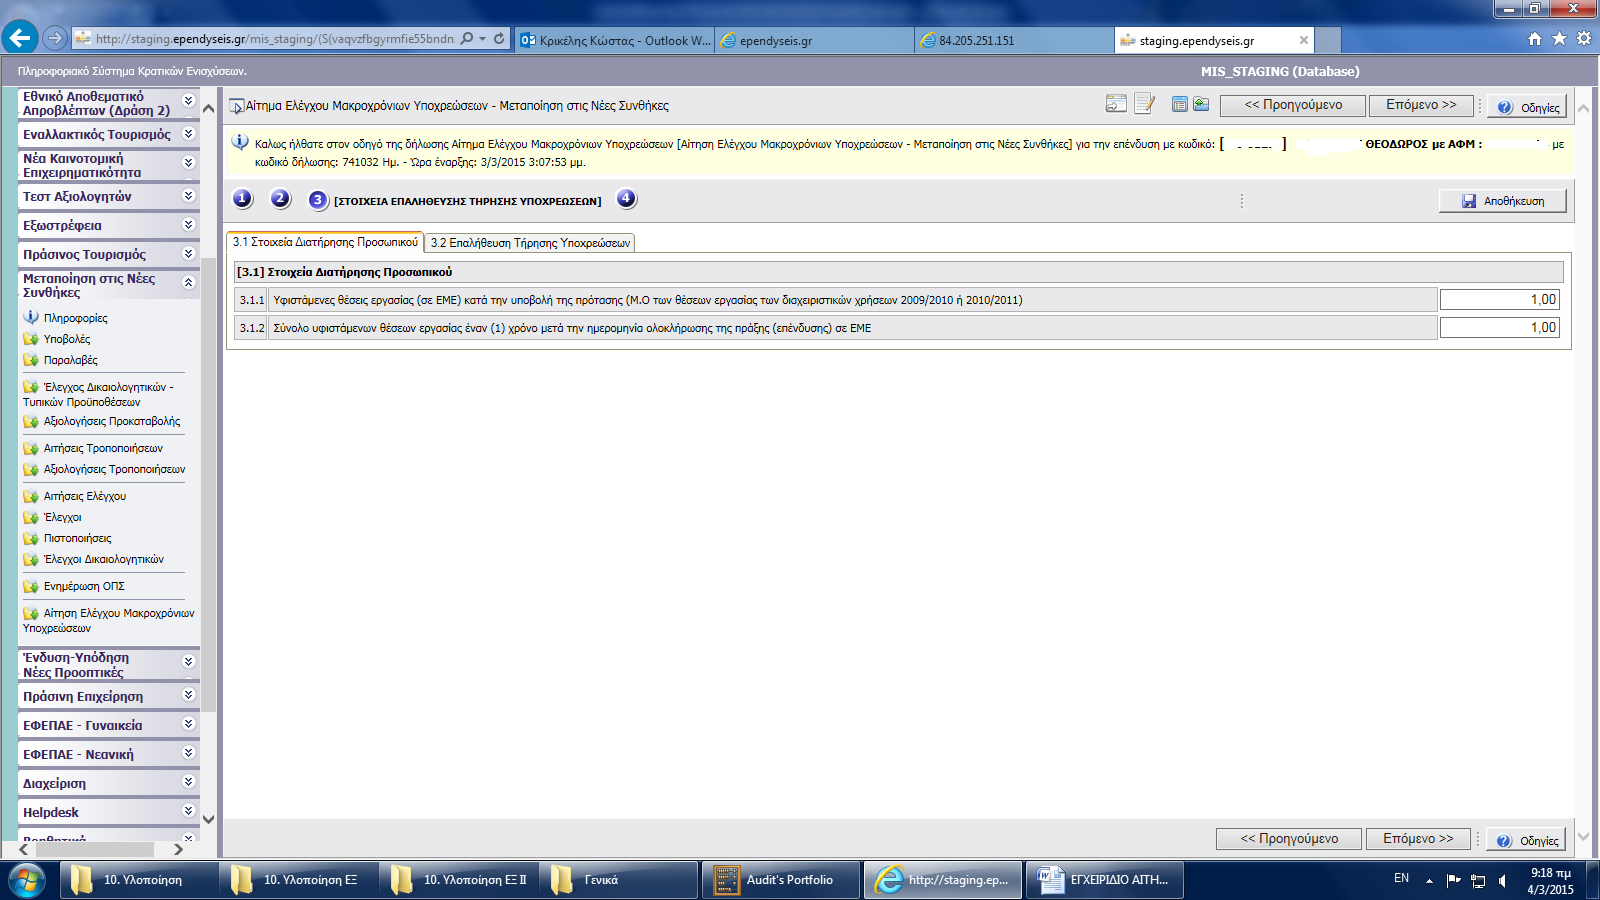 http://staging.ependyseis.gr/mis_staging/(S(vaqvzfbgyrmfie55bndn
Κρικέλης Κώστας - Outlook W...
ependyseis.gr
84.205.251.151
staging.ependyseis.gr
Πληροφοριακό Σύστημα Κρατικών Ενισχύσεων.
MIS_STAGING (Database)
Εθνικό Αποθεματικό
Απροβλέπτων (Δράση 2)
Εναλλακτικός Τουρισμός
Νέα Καινοτομική
Επιχειρηματικότητα
Τεστ Αξιολογητών
Εξωστρέφεια
Πράσινος Τουρισμός
Μεταποίηση στις Νέες
Συνθήκες
Πληροφορίες
Υποβολές
Παραλαβές
Έλεγχος Δικαιολογητικών -
Τυπικών Προϋποθέσεων
Αξιολογήσεις Προκαταβολής
Αιτήσεις Τροποποιήσεων
Αξιολογήσεις Τροποποιήσεων
Αιτήσεις Ελέγχου
Έλεγχοι
Πιστοποιήσεις
Έλεγχοι Δικαιολογητικών
Ενημέρωση ΟΠΣ
Αίτηση Ελέγχου Μακροχρόνιων
Υποχρεώσεων
Ένδυση-Υπόδηση
Νέες Προοπτικές
Πράσινη Επιχείρηση
ΕΦΕΠΑΕ - Γυναικεία
ΕΦΕΠΑΕ - Νεανική
Διαχείριση
Helpdesk
Αίτημα Ελέγχου Μακροχρόνιων Υποχρεώσεων - Μεταποίηση στις Νέες Συνθήκες
<< Προηγούμενο
Επόμενο >>
Οδηγίες
Καλως ήλθατε στον οδηγό της δήλωσης Αίτημα Ελέγχου Μακροχρόνιων Υποχρεώσεων [Αίτηση Ελέγχου Μακροχρόνιων Υποχρεώσεων - Μεταποίηση στις Νέες Συνθήκες] για την επένδυση με κωδικό: [ ] ΘΕΟΔΩΡΟΣ με ΑΦΜ : με
κωδικό δήλωσης: 741032 Ημ. - Ώρα έναρξης: 3/3/2015 3:07:53 μμ.
1 2 3 [ΣΤΟΙΧΕΙΑ ΕΠΑΛΗΘΕΥΣΗΣ ΤΗΡΗΣΗΣ ΥΠΟΧΡΕΩΣΕΩΝ] 4
Αποθήκευση
3.1 Στοιχεία Διατήρησης Προσωπικού
3.2 Επαλήθευση Τήρησης Υποχρεώσεων
[3.1] Στοιχεία Διατήρησης Προσωπικού
3.1.1 Υφιστάμενες θέσεις εργασίας (σε ΕΜΕ) κατά την υποβολή της πρότασης (Μ.Ο των θέσεων εργασίας των διαχειριστικών χρήσεων 2009/2010 ή 2010/2011) 1,00
3.1.2 Σύνολο υφιστάμενων θέσεων εργασίας έναν (1) χρόνο μετά την ημερομηνία ολοκλήρωσης της πράξης (επένδυσης) σε ΕΜΕ 1,00
<< Προηγούμενο
Επόμενο >>
Οδηγίες
10. Υλοποίηση
10. Υλοποίηση ΕΞ
10. Υλοποίηση ΕΞ ΙΙ
Γενικά
Audit's Portfolio
http://staging.ep...
ΕΓΧΕΙΡΙΔΙΟ ΑΙΤΗ...
EN
9:18 πμ
4/3/2015